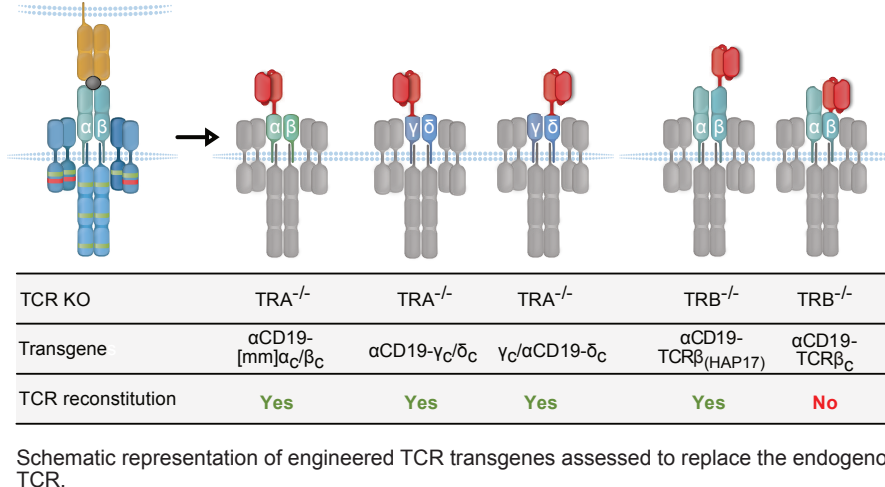 α β
α β
γ δ
γ δ
α β
α β
TCR KO TRA-/- TRA-/- TRA-/- TRB-/- TRB-/-
Transgene αCD19-[mm]αC/βC αCD19-γC/δC γC/αCD19-δC αCD19-TCRβ(HAP17) αCD19-TCRβC
TCR reconstitution Yes Yes Yes Yes No
Schematic representation of engineered TCR transgenes assessed to replace the endogeno
TCR.